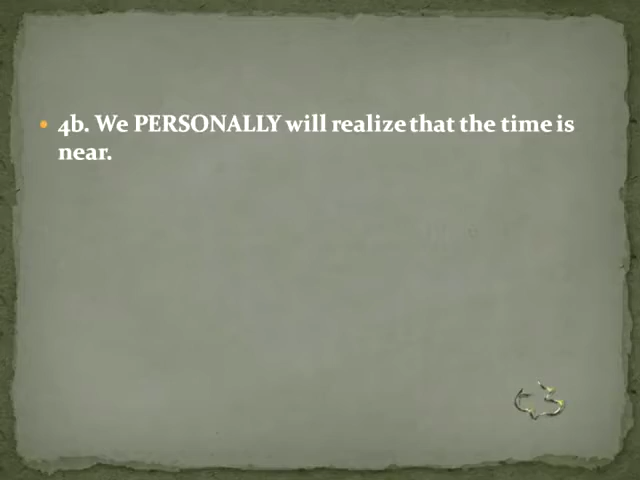 • 4b. We PERSONALLY will realize that the time is
near.